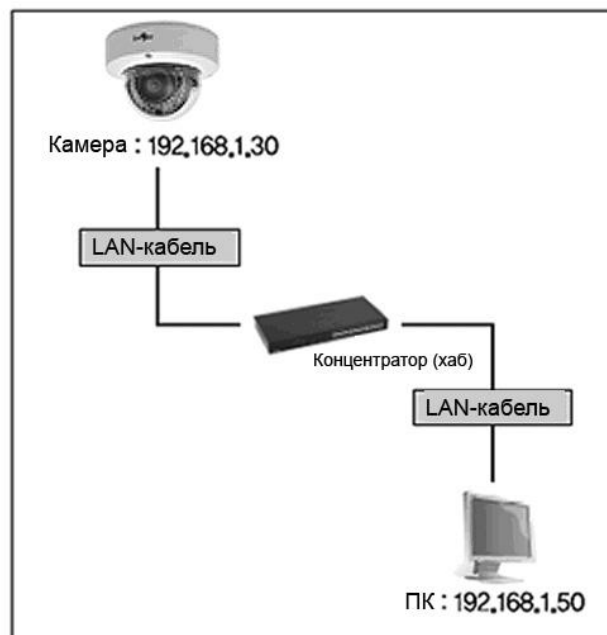 Камера : 192.168.1.30
LAN-кабель
Концентратор (хаб)
LAN-кабель
ПК : 192.168.1.50